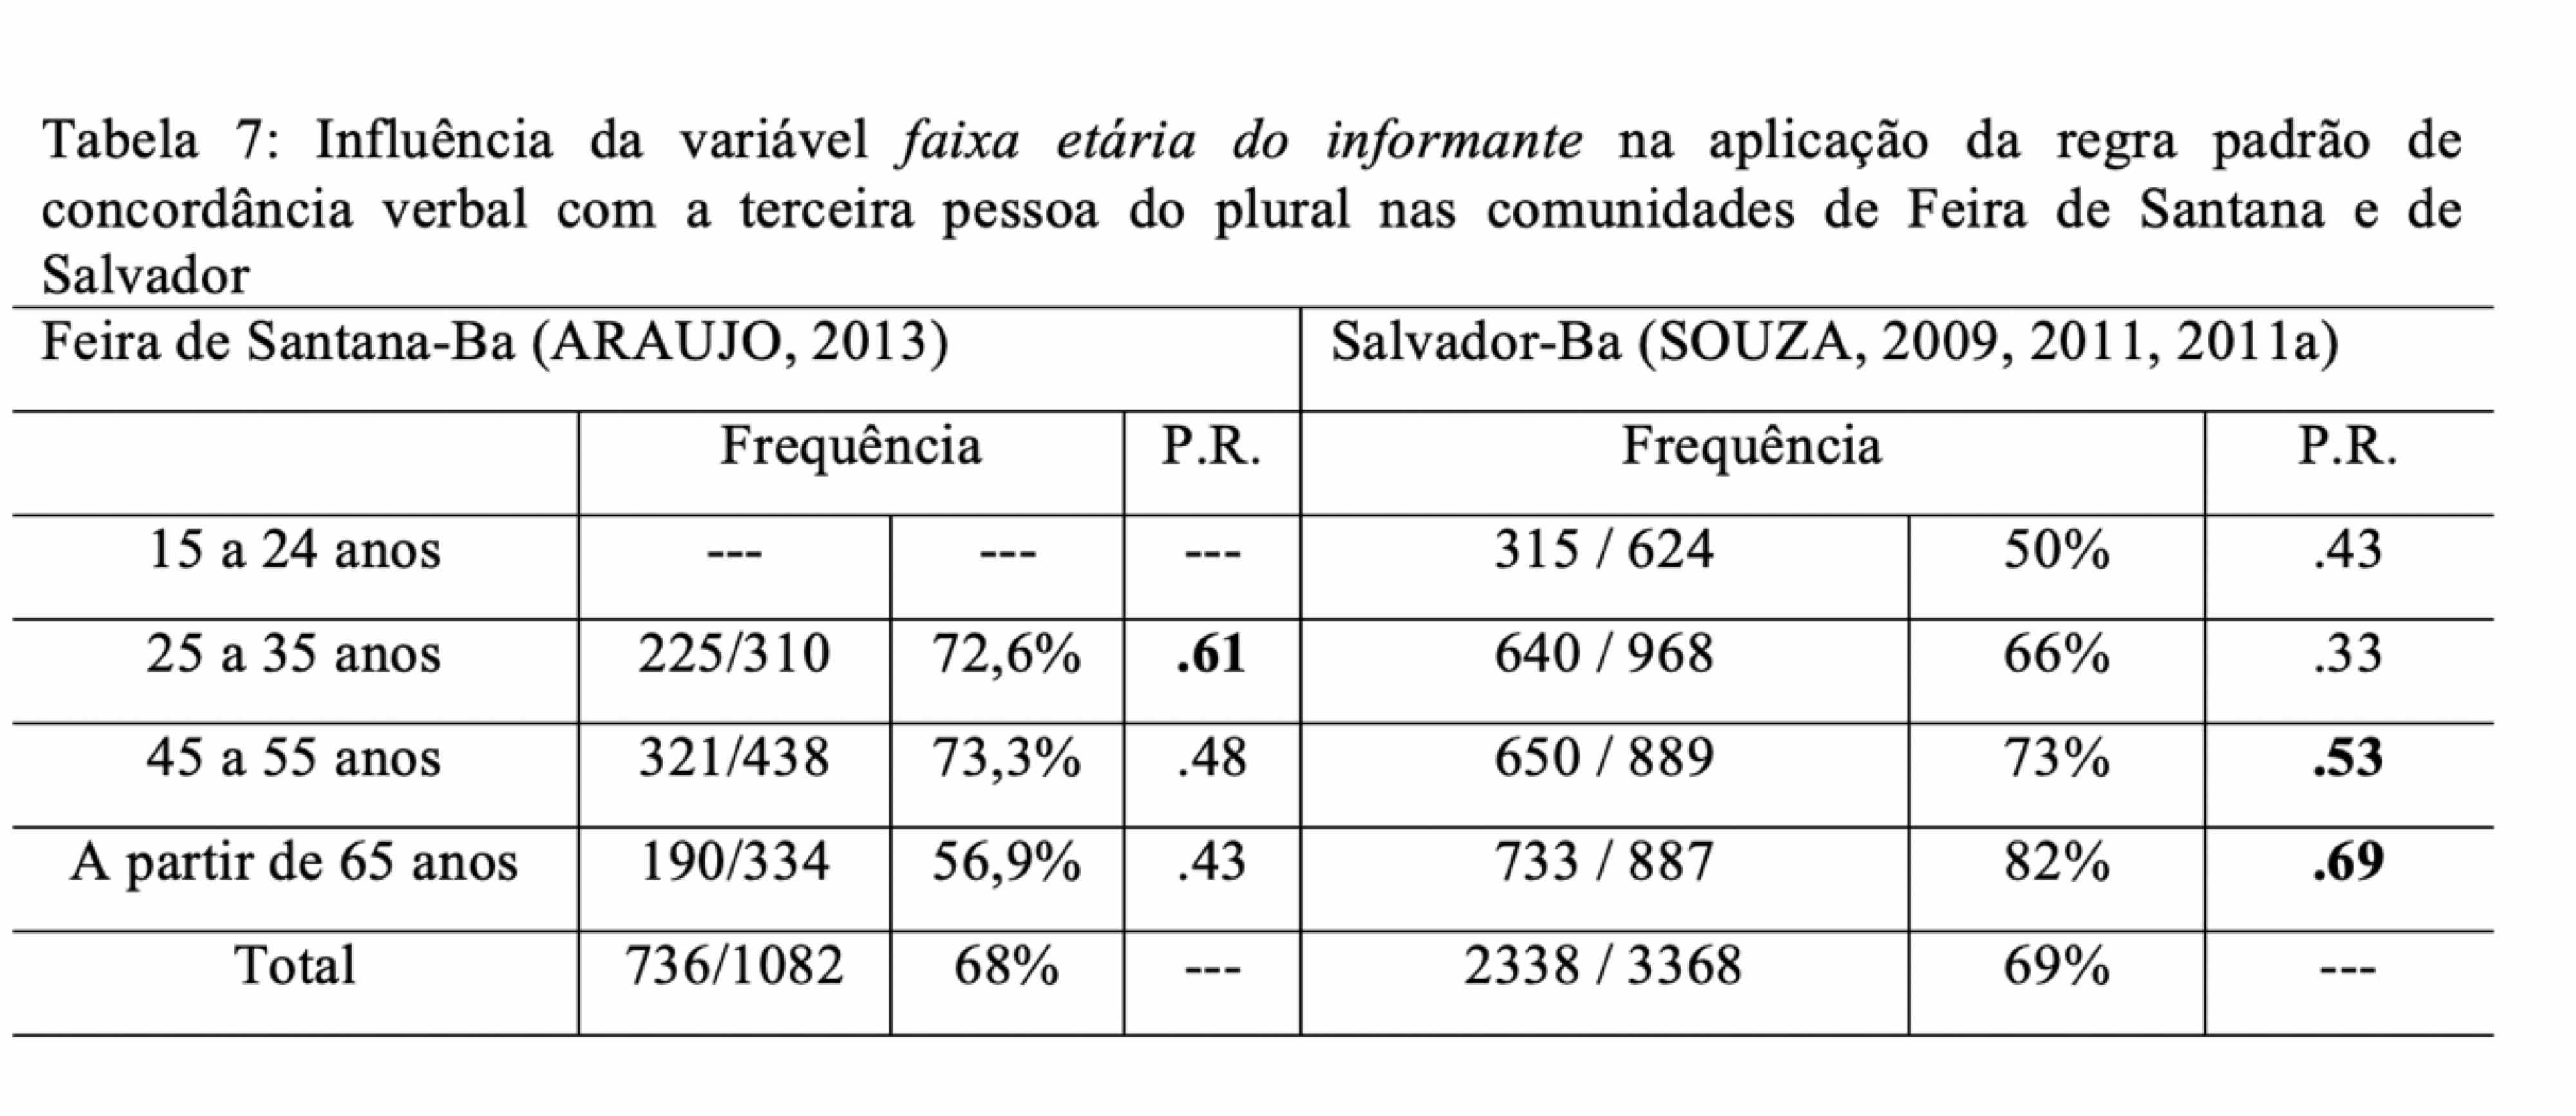 Tabela 7: Influência da variável faixa etária do informante na aplicação da regra padrão de
concordância verbal com a terceira pessoa do plural nas comunidades de Feira de Santana e de
Salvador
Feira de Santana-Ba (ARAUJO, 2013) Salvador-Ba (SOUZA, 2009, 2011, 2011a)
Frequência P.R. Frequência P.R.
15 a 24 anos --- --- --- 315 / 624 50% .43
25 a 35 anos 225/310 72,6% .61 640 / 968 66% .33
45 a 55 anos 321/438 73,3% .48 650 / 889 73% .53
A partir de 65 anos 190/334 56,9% .43 733 / 887 82% .69
Total 736/1082 68% --- 2338 / 3368 69% ---